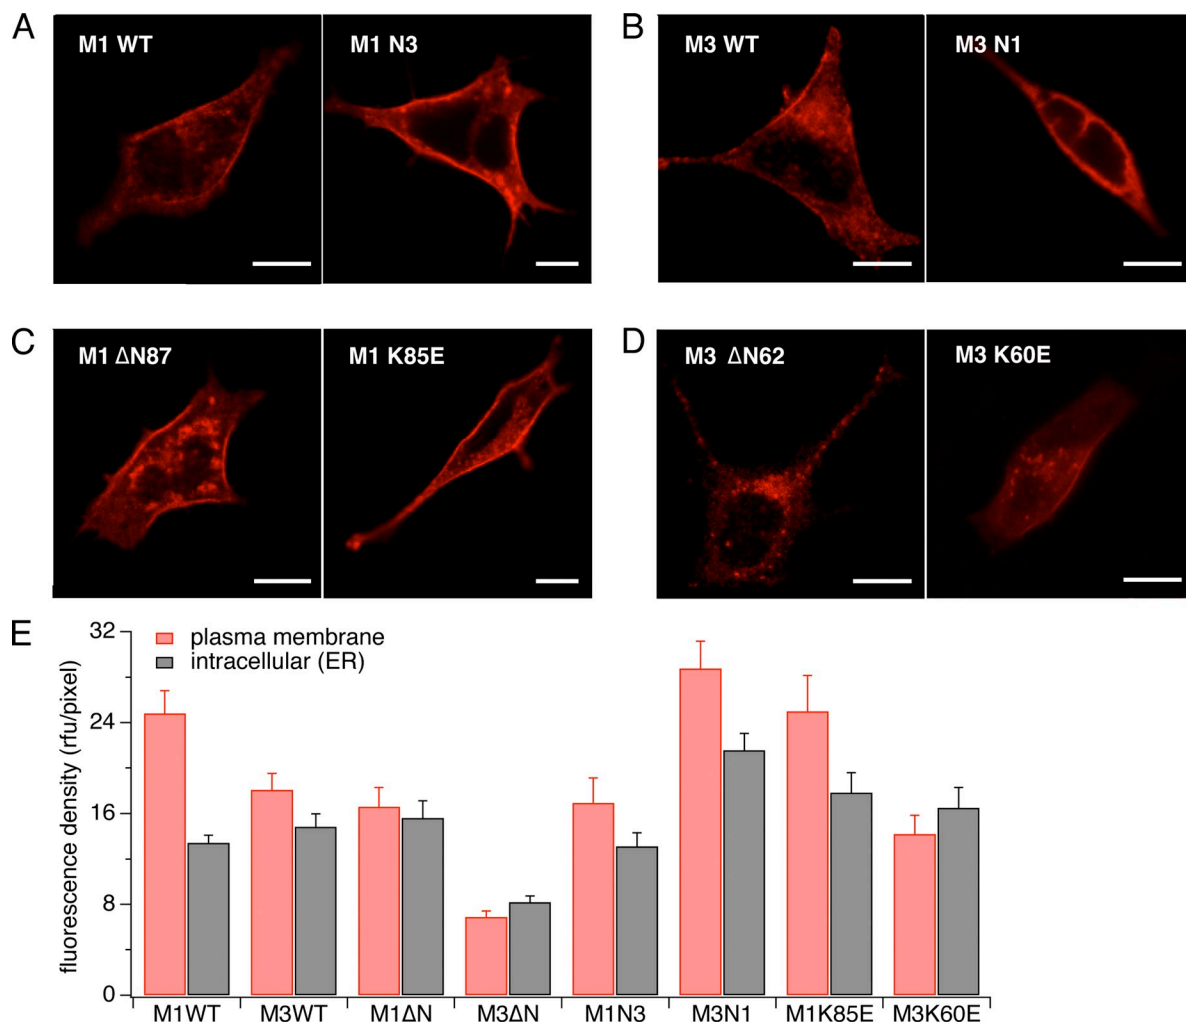 A
M1 WT
M1 N3
B
M3 WT
M3 N1
C
M1 ΔN87
M1 K85E
D
M3 ΔN62
M3 K60E
E
fluorescence density (rfu/pixel)
32
24
16
8
0
plasma membrane
intracellular (ER)
M1WT
M3WT
M1ΔN
M3ΔN
M1N3
M3N1
M1K85E
M3K60E